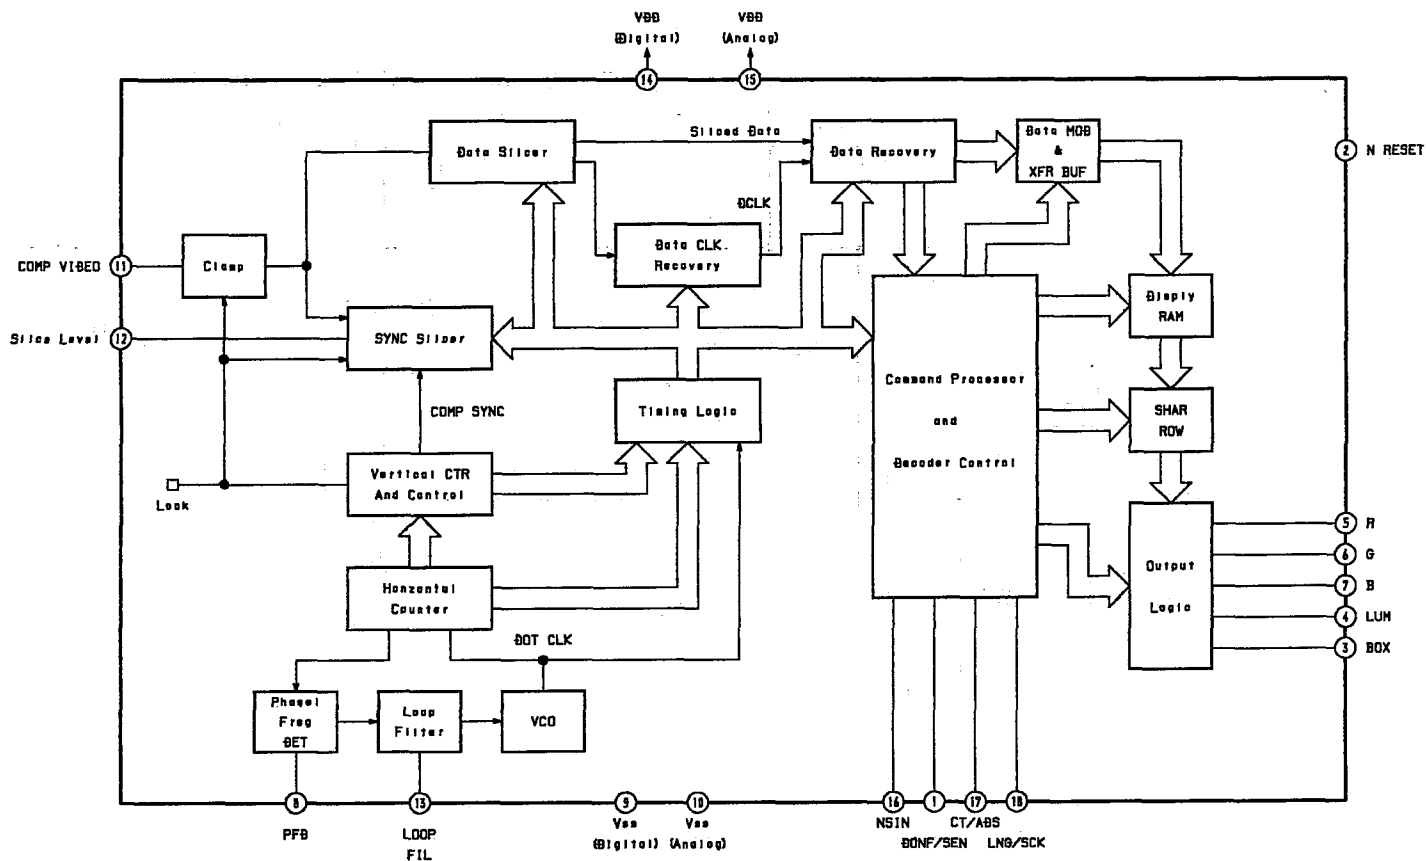 VDD
(Digital)
VDD
(Analog)
14
15
Data Slicer
Sliced Data
Data Recovery
Data MOD
&
XFR BUF
2 N RESET
DCLK
Data CLK.
Recovery
COMP VIDEO 11
Clamp
Disply
RAM
Slice Level 12
SYNC Slicer
Command Processor
and
Decoder Control
COMP SYNC
Timing Logic
SHAR
ROW
Vertical CTR
And Control
Lock
Output
Logic
5 R
6 G
7 B
4 LUM
3 BOX
Horizontal
Counter
DOT CLK
Phasel
Freg
DET
Loop
Filter
VCO
8
13
9
10
16
1
17
18
PFD
LOOP
FIL
Vss
(Digital)
Vss
(Analog)
NSIN
DONF/SEN
CT/ABS
LNG/SCK